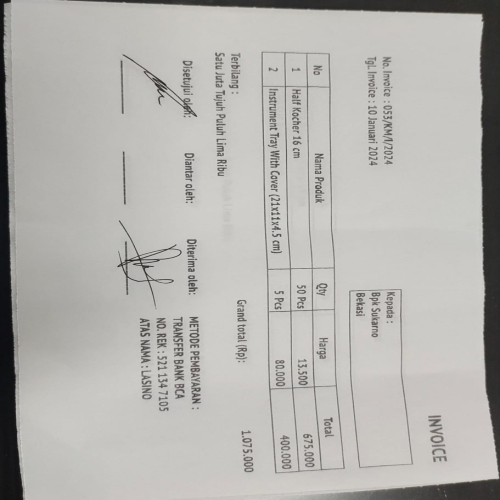 INVOICE
No. Invoice : 053/KM/I/2024
Tgl. Invoice : 10 Januari 2024
Kepada :
Bpk Sukarno
Bekasi
No Nama Produk Qty Harga Total
1 Half Kocher 16 cm 50 Pcs 13.500 675.000
2 Instrument Tray With Cover (21x11x4.5 cm) 5 Pcs 80.000 400.000
Grand total (Rp): 1.075.000
Terbilang :
Satu Juta Tujuh Puluh Lima Ribu
Disetujui oleh: Diantar oleh: Diterima oleh:
METODE PEMBAYARAN :
TRANSFER BANK BCA
NO. REK : 521 134 7105
ATAS NAMA : LASINO